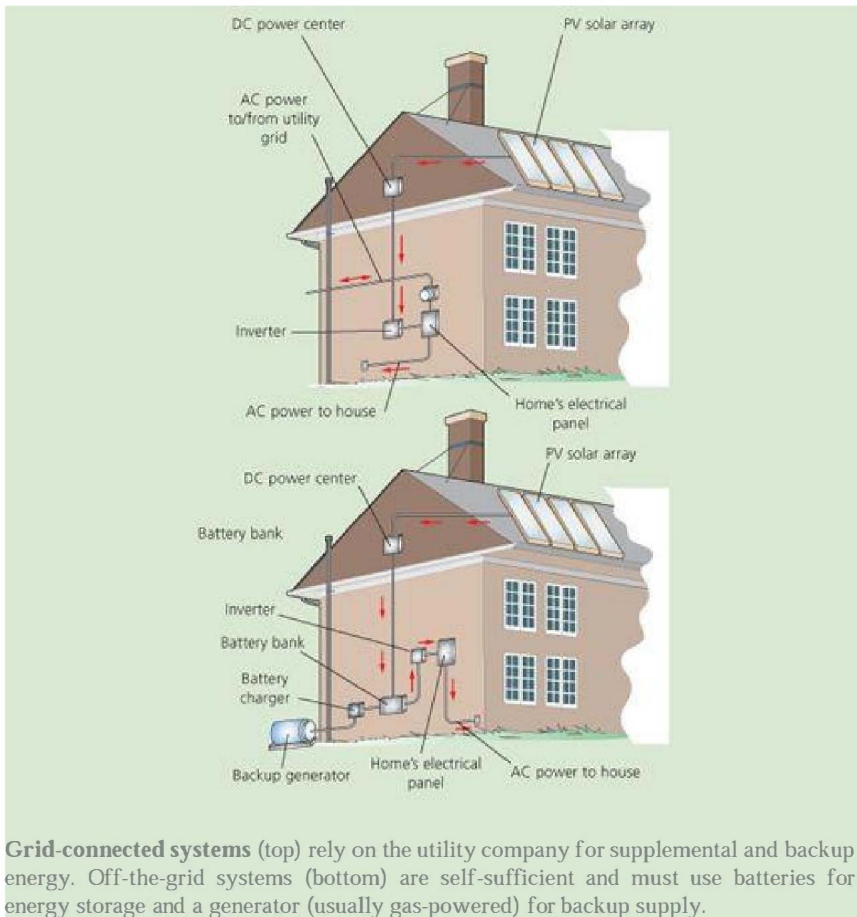 DC power center
PV solar array
AC power
to/from utility
grid
Inverter
AC power to house
Home's electrical
panel
DC power center
PV solar array
Battery bank
Inverter
Battery bank
Battery
charger
Backup generator
Home's electrical
panel
AC power to house
Grid-connected systems (top) rely on the utility company for supplemental and backup
energy. Off-the-grid systems (bottom) are self-sufficient and must use batteries for
energy storage and a generator (usually gas-powered) for backup supply.